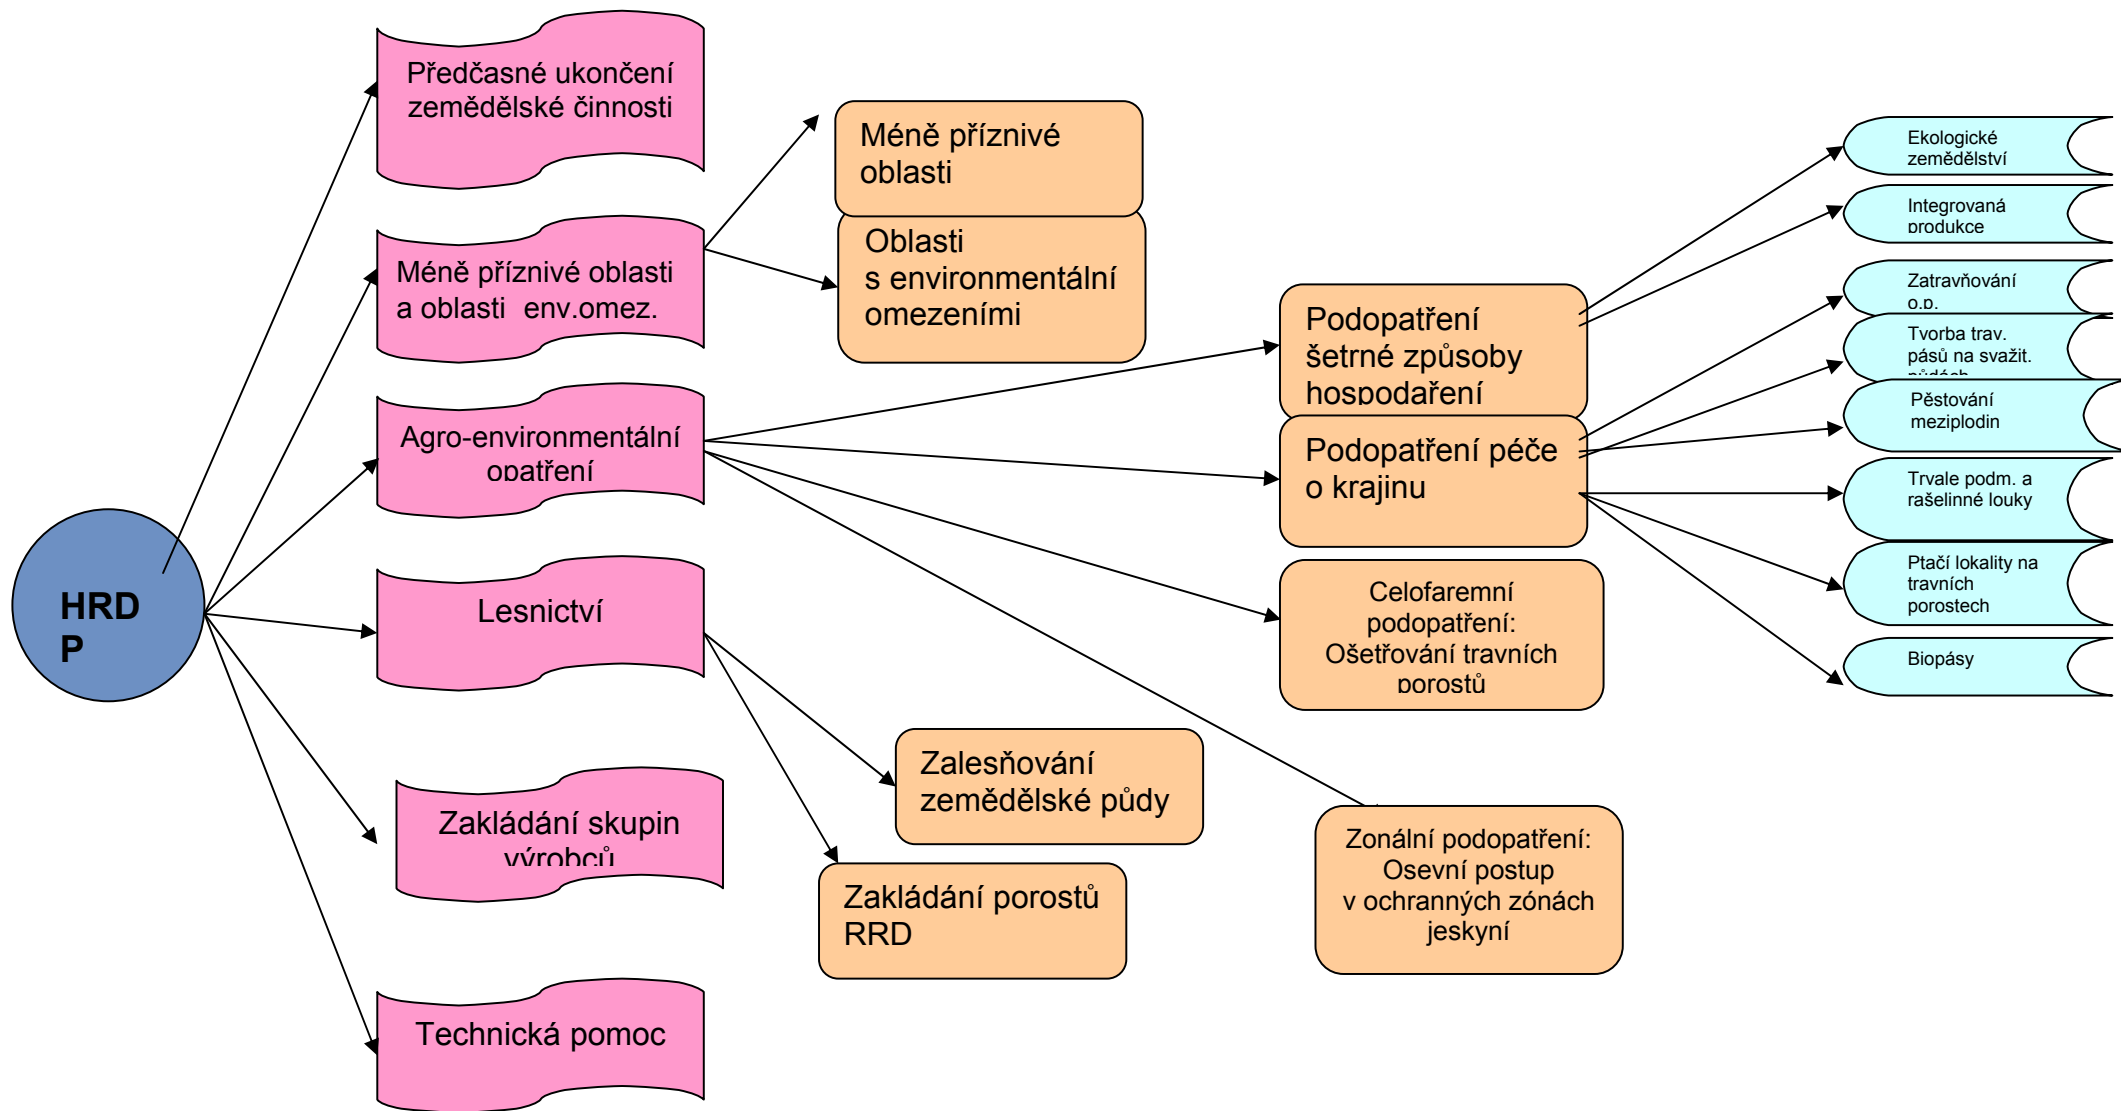 Předčasné ukončení
zemědělské činnosti
Méně příznivé oblasti
a oblasti env.omez.
Agro-environmentální
opatření
Lesnictví
Zakládání skupin
výrobců
Technická pomoc
HRD
P
Méně příznivé
oblasti
Oblasti
s environmentální
omezeními
Zalesňování
zemědělské půdy
Zakládání porostů
RRD
Podopatření
šetrné způsoby
hospodaření
Podopatření péče
o krajinu
Celofaremní
podopatření:
Ošetřování travních
porostů
Zonální podopatření:
Osevní postup
v ochranných zónách
jeskyní
Ekologické
zemědělství
Integrovaná
produkce
Zatravňování
o.p.
Tvorba trav.
pásů na svažit.
půdách
Pěstování
meziplodin
Trvale podm. a
rašelinné louky
Ptačí lokality na
travních
porostech
Biopásy